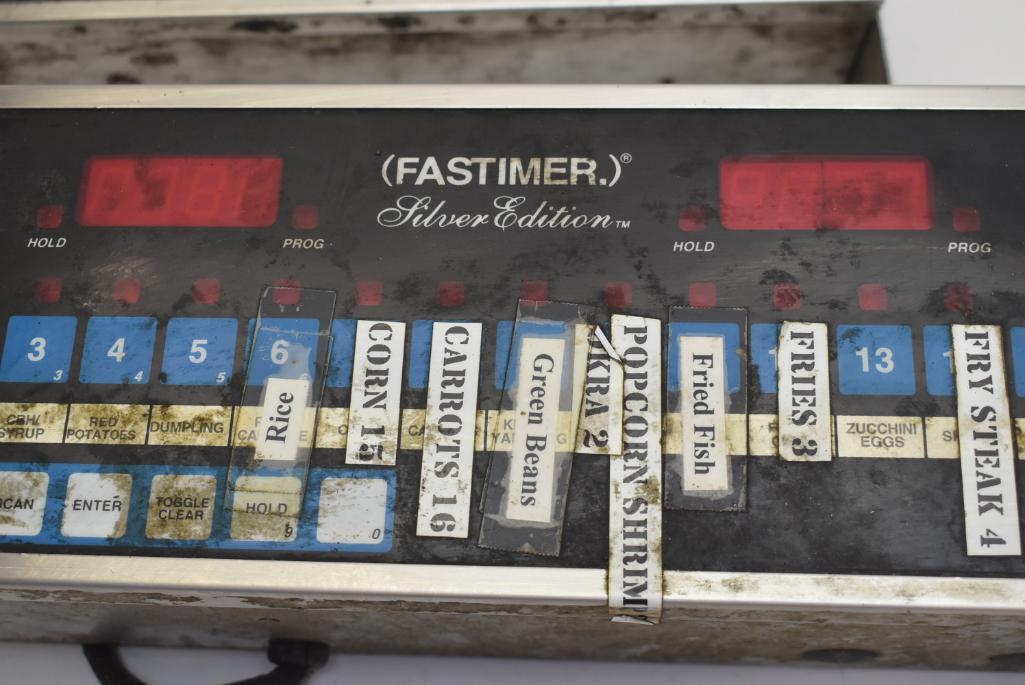 (FASTIMER.)®
Silver Edition™
HOLD
PROG
HOLD
PROG
3
3
4
4
5
5
6
13
CBH/
SYRUP
RED
POTATOES
DUMPLING
Rice
CORN 15
CARROTS 16
Green Beans
OKRA 2
POPCORN SHRIM
Fried Fish
FRIES 3
ZUCCHINI
EGGS
FRY STEAK 4
ENTER
TOGGLE
CLEAR
HOLD
9
0